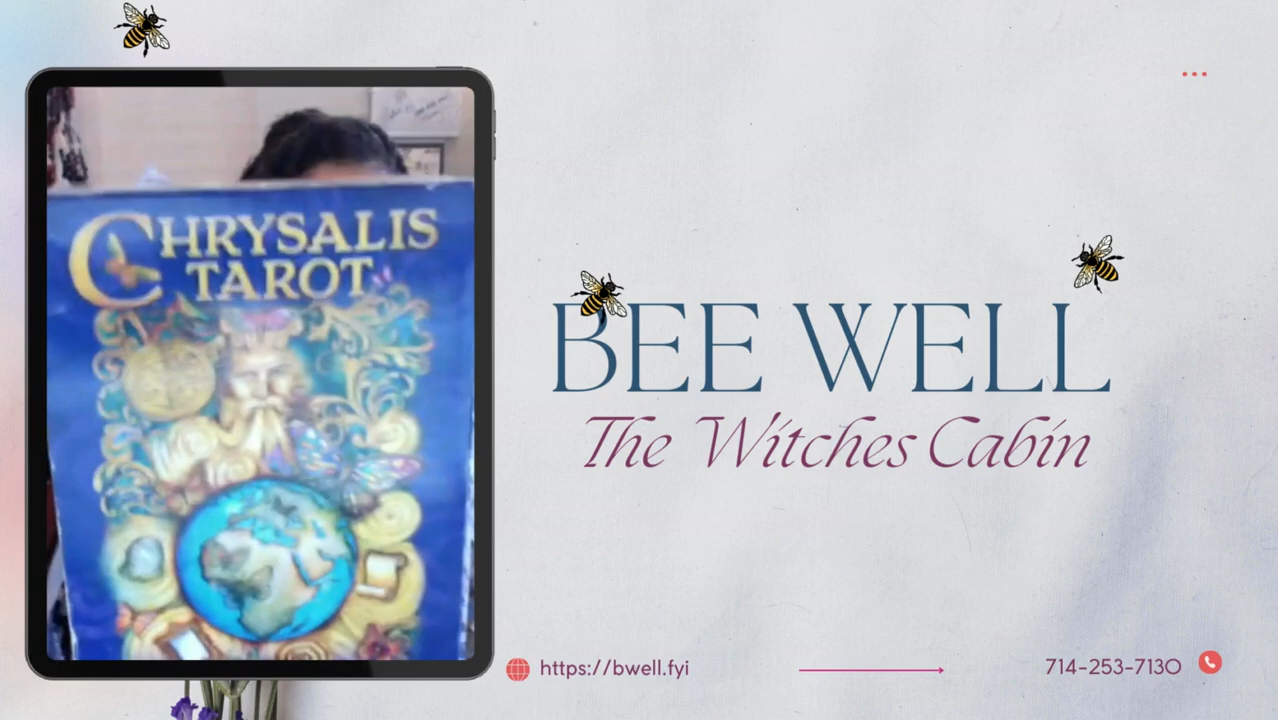 CHRYSALIS
TAROT
BEE WELL
The Witches Cabin
https://bwell.fyi
714-253-7130